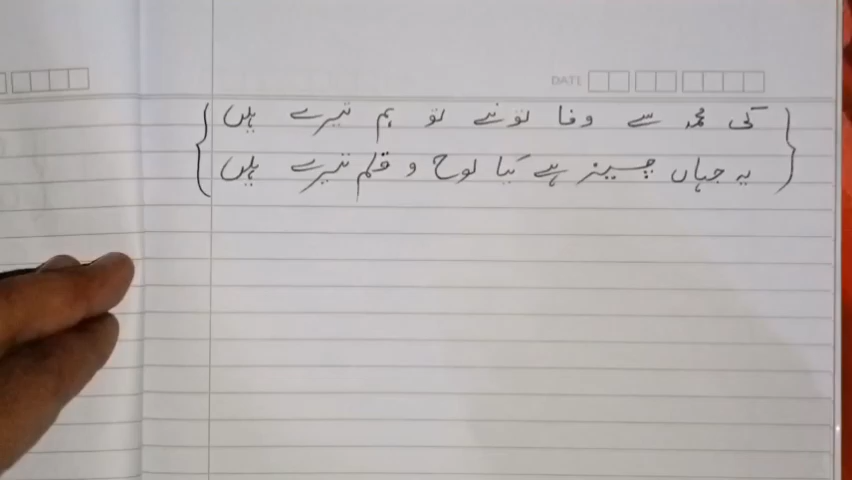 DATE
کی محمد سے وفا تو نے تو ہم تیرے ہیں
یہ جہاں چیز ہے کیا لوح و قلم تیرے ہیں